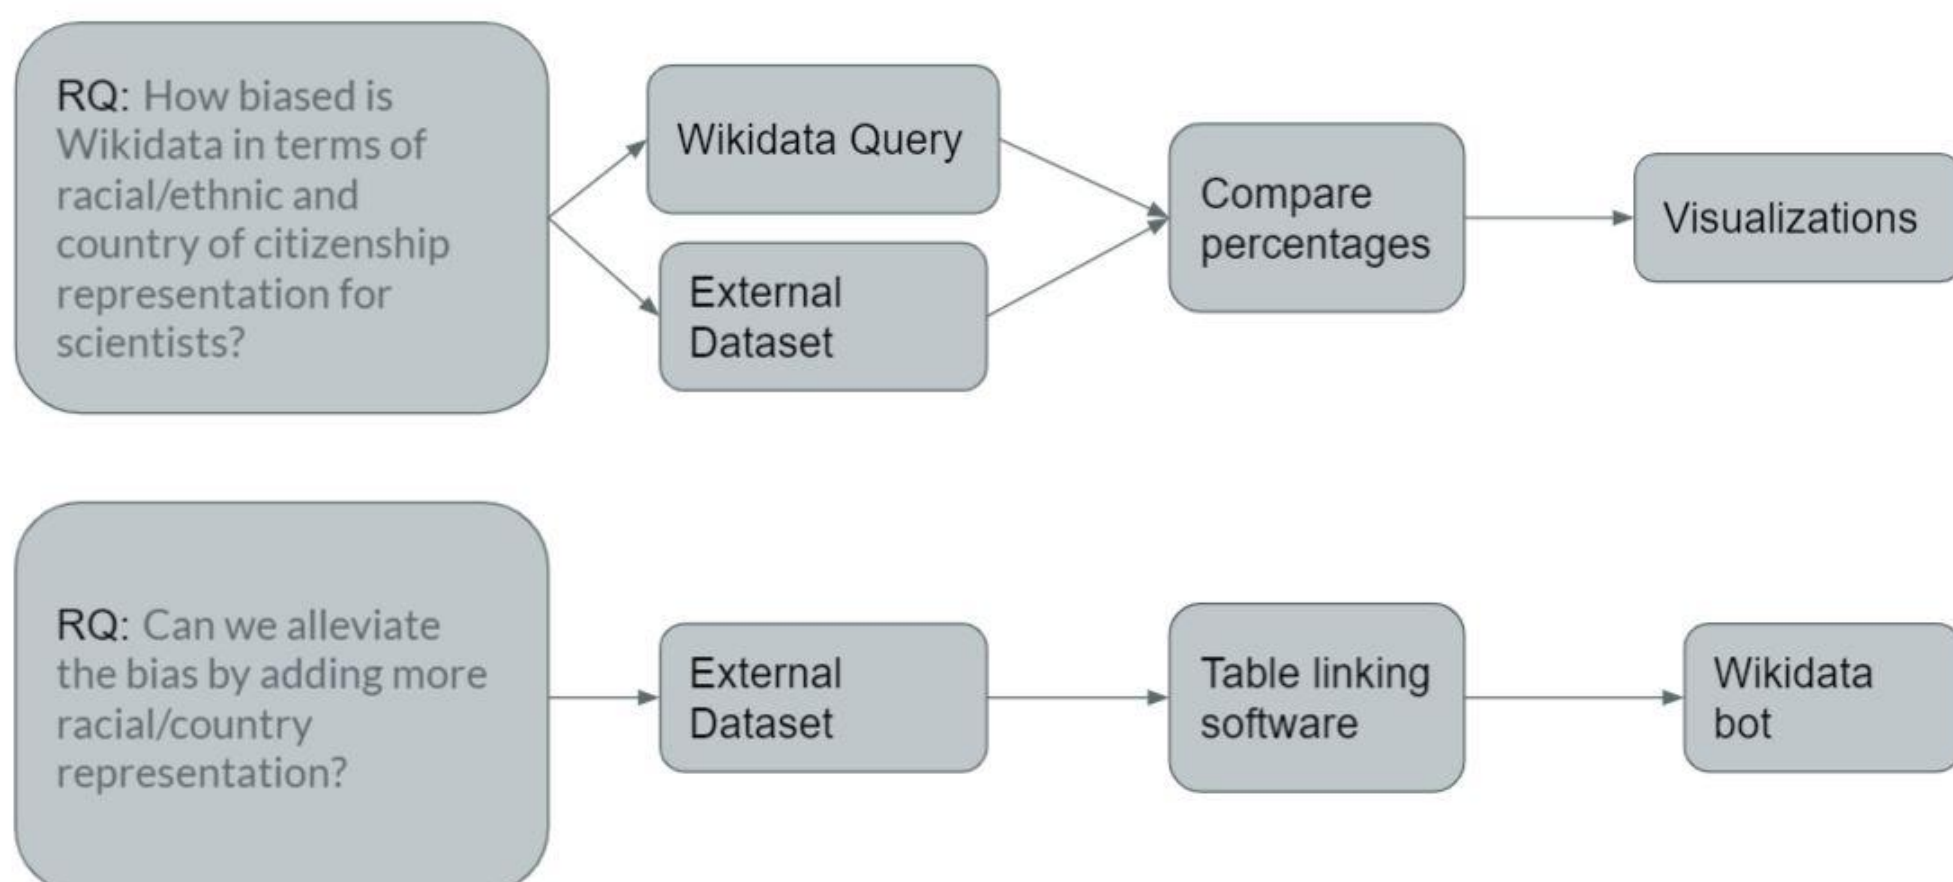 RQ: How biased is
Wikidata in terms of
racial/ethnic and
country of citizenship
representation for
scientists?
Wikidata Query
External
Dataset
Compare
percentages
Visualizations
RQ: Can we alleviate
the bias by adding more
racial/country
representation?
External
Dataset
Table linking
software
Wikidata
bot